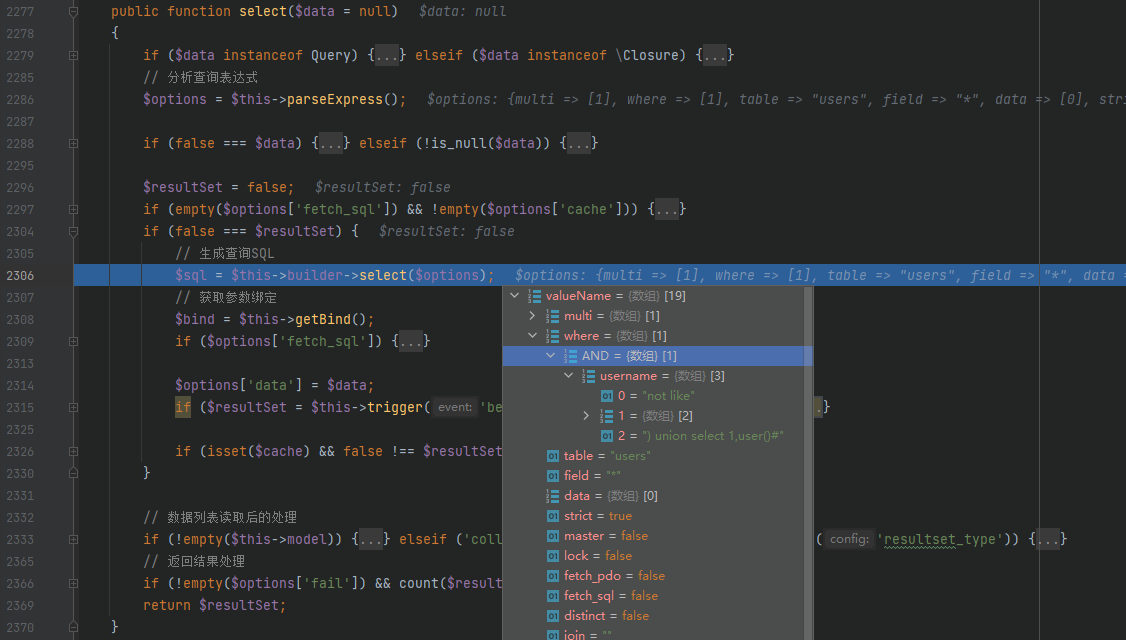 2277 public function select($data = null) $data: null
2278 {
2279 if ($data instanceof Query) {...} elseif ($data instanceof \Closure) {...}
2285 // 分析查询表达式
2286 $options = $this->parseExpress(); $options: {multi => [1], where => [1], table => "users", field => "*", data => [0], stri
2287
2288 if (false === $data) {...} elseif (!is_null($data)) {...}
2295
2296 $resultSet = false; $resultSet: false
2297 if (empty($options['fetch_sql']) && !empty($options['cache'])) {...}
2304 if (false === $resultSet) { $resultSet: false
2305 // 生成查询SQL
2306 $sql = $this->builder->select($options); $options: {multi => [1], where => [1], table => "users", field => "*", data =
2307 // 获取参数绑定
2308 $bind = $this->getBind();
2309 if ($options['fetch_sql']) {...}
2313
2314 $options['data'] = $data;
2315 if ($resultSet = $this->trigger( event: 'be .}
2325
2326 if (isset($cache) && false !== $resultSet
2330 }
2331
2332 // 数据列表读取后的处理
2333 if (!empty($this->model)) {...} elseif ('coll ( config: 'resultset_type')) {...}
2365 // 返回结果处理
2366 if (!empty($options['fail']) && count($result
2369 return $resultSet;
2370 }
valueName = {数组} [19]
multi = {数组} [1]
where = {数组} [1]
AND = {数组} [1]
username = {数组} [3]
0 = "not like"
1 = {数组} [2]
2 = ") union select 1,user()#"
table = "users"
field = "*"
data = {数组} [0]
strict = true
master = false
lock = false
fetch_pdo = false
fetch_sql = false
distinct = false
join = ""